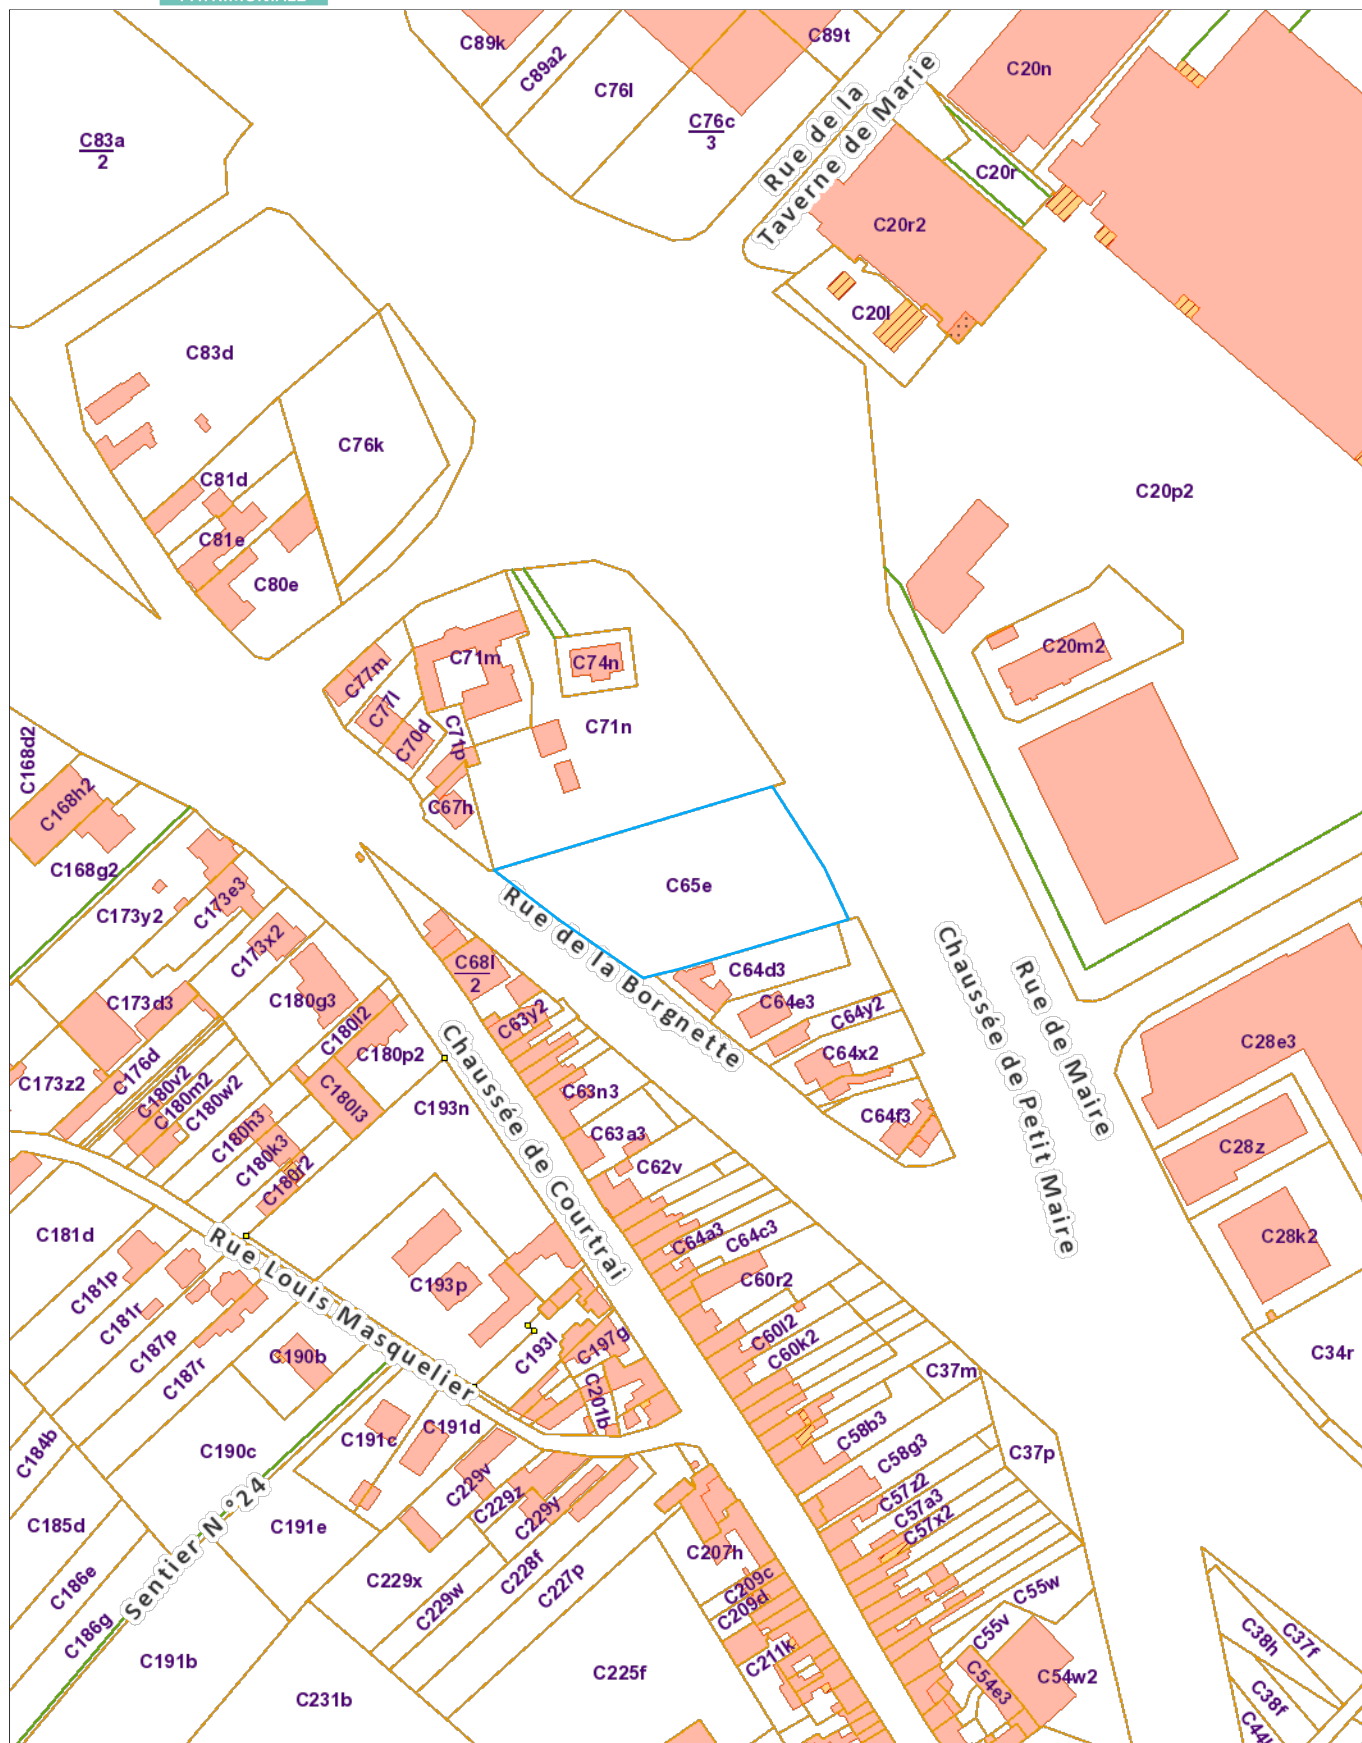 C89k
C89a2
C76l
C89t
C76c
3
C20n
Rue de la
Taverne de Marie
C83a
2
C20r
C20r2
C20l
C83d
C76k
C81d
C81e
C80e
C20p2
C20m2
C71m
C74n
C77m
C77l
C70d
C71p
C71n
C67h
C168d2
C168h2
C168g2
C65e
Rue de la Borgnette
C173y2
C173e3
C173x2
C173d3
C173z2
C176d
C180v2
C180m2
C180w2
C180g3
C180l2
C180p2
C180l3
C180h3
C180k3
C180r2
C193n
C68l
2
C63y2
C63n3
C63a3
C62v
C64d3
C64e3
C64y2
C64x2
C64f3
Chaussée de Courtrai
Chaussée de Petit Maire
Rue de Maire
C28e3
C28z
C28k2
C34r
C64a3
C64c3
C60r2
C60l2
C60k2
C37m
C37p
C58b3
C58g3
C57z2
C57a3
C57x2
C55w
C55v
C54e3
C54w2
C181d
C181p
C181r
C187p
C187r
C190b
C190c
Rue Louis Masquelier
C193p
C193l
C197g
C201b
C191c
C191d
C191e
C191b
C184b
C185d
C186e
C186g
Sentier N°24
C229v
C229z
C229y
C229x
C229w
C228f
C227p
C225f
C231b
C207h
C209c
C209d
C211k
C37f
C38h
C38f